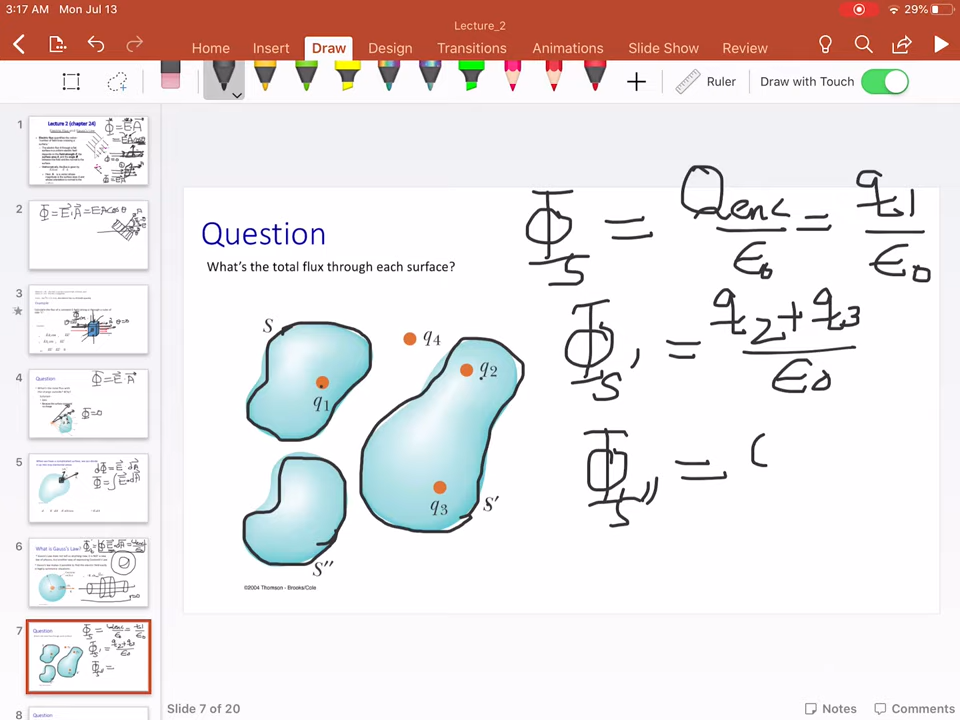 3:17 AM Mon Jul 13
29%
Lecture_2
Home Insert Draw Design Transitions Animations Slide Show Review
Ruler
Draw with Touch
1
Lecture 2 (chapter 24)
2
3
Example
4
Question
5
6
What is Gauss's Law?
7
Question
8
Question
Question
What's the total flux through each surface?
Φ_S = Qenc/ε0 = q1/ε0
Φ_S' = q2+q3/ε0
Φ_S'' = (
S
q4
q2
q1
q3
S'
S''
©2004 Thomson - Brooks/Cole
Slide 7 of 20
Notes
Comments